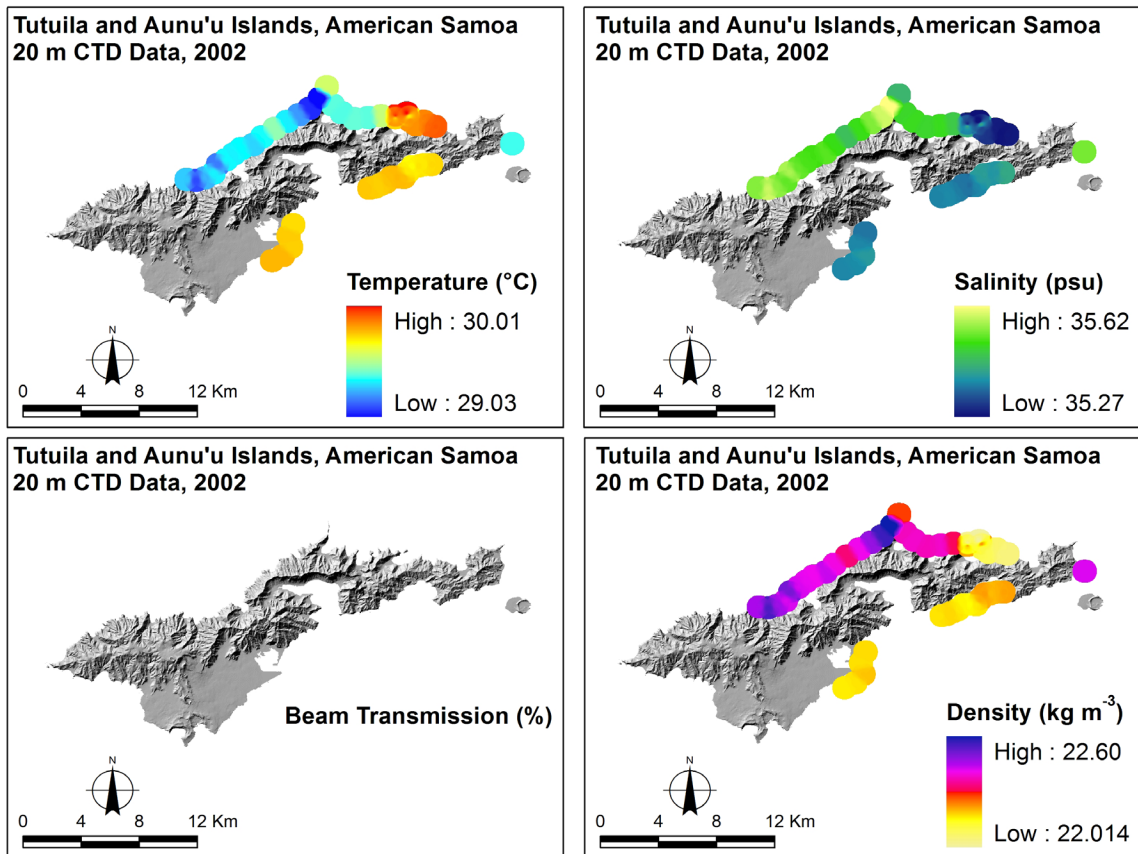 Tutuila and Aunu'u Islands, American Samoa
20 m CTD Data, 2002
Temperature (°C)
High : 30.01
Low : 29.03
N
0 4 8 12 Km
Tutuila and Aunu'u Islands, American Samoa
20 m CTD Data, 2002
Salinity (psu)
High : 35.62
Low : 35.27
N
0 4 8 12 Km
Tutuila and Aunu'u Islands, American Samoa
20 m CTD Data, 2002
Beam Transmission (%)
N
0 4 8 12 Km
Tutuila and Aunu'u Islands, American Samoa
20 m CTD Data, 2002
Density (kg m⁻³)
High : 22.60
Low : 22.014
N
0 4 8 12 Km